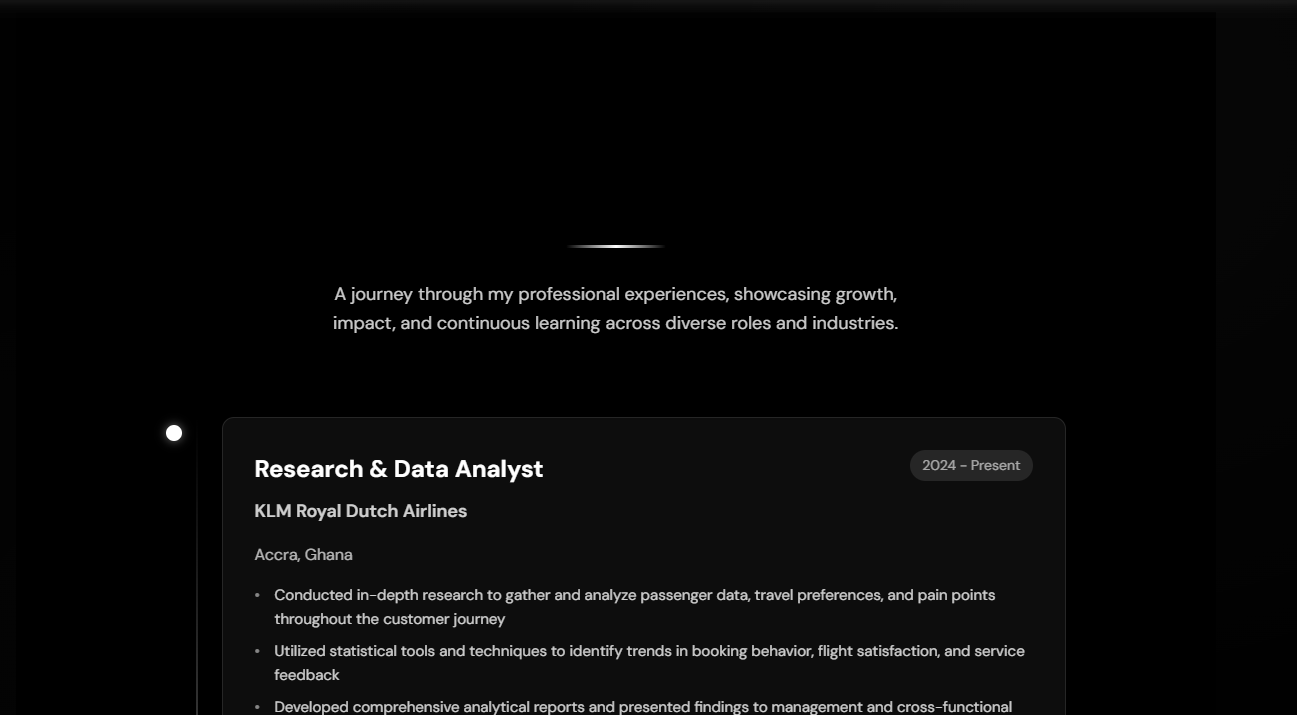 A journey through my professional experiences, showcasing growth,
impact, and continuous learning across diverse roles and industries.
Research & Data Analyst
2024 - Present
KLM Royal Dutch Airlines
Accra, Ghana
• Conducted in-depth research to gather and analyze passenger data, travel preferences, and pain points
throughout the customer journey
• Utilized statistical tools and techniques to identify trends in booking behavior, flight satisfaction, and service
feedback
• Developed comprehensive analytical reports and presented findings to management and cross-functional